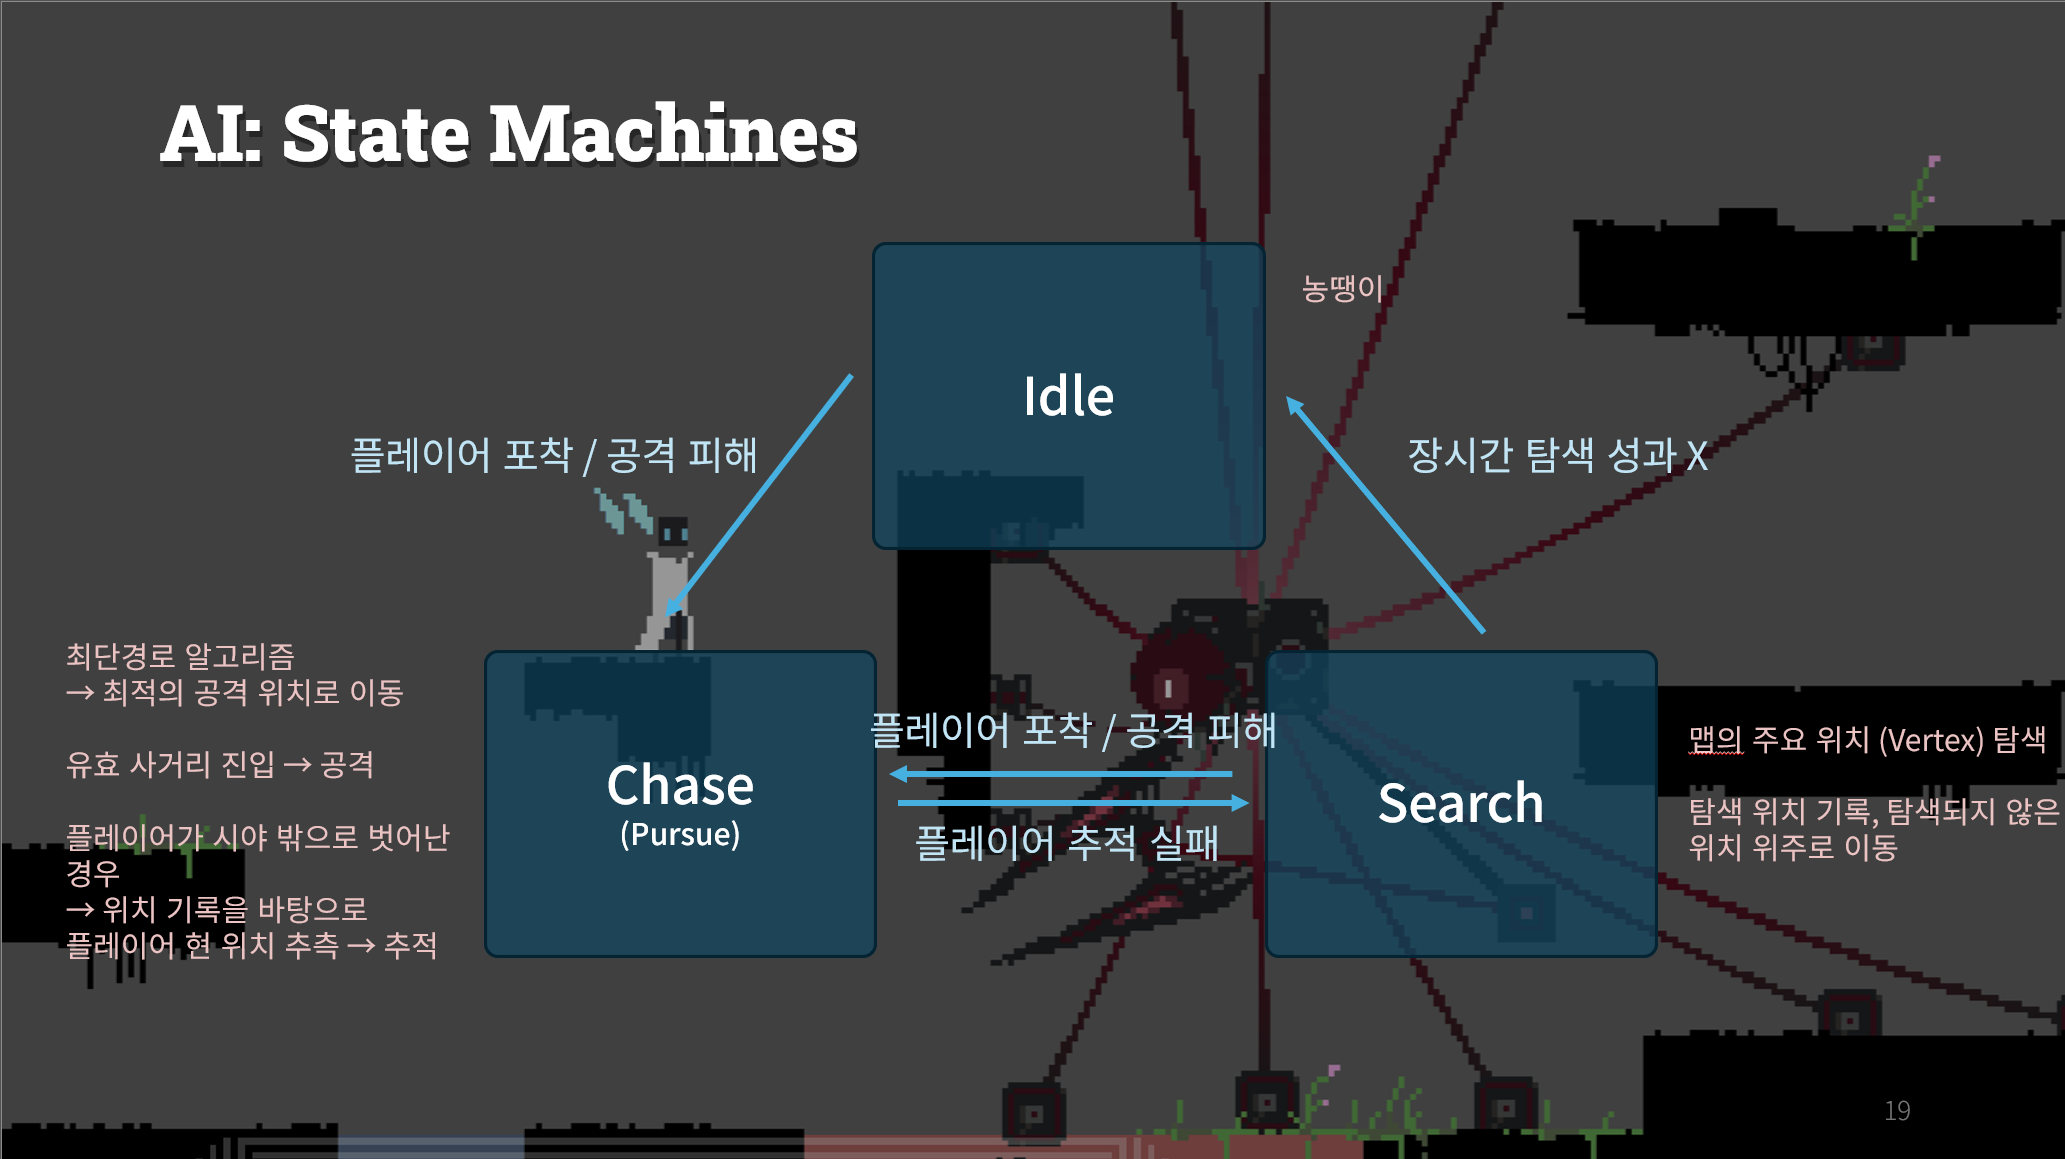 AI: State Machines
농땡이
Idle
플레이어 포착 / 공격 피해
장시간 탐색 성과 X
최단경로 알고리즘
→ 최적의 공격 위치로 이동
유효 사거리 진입 → 공격
플레이어가 시야 밖으로 벗어난
경우
→ 위치 기록을 바탕으로
플레이어 현 위치 추측 → 추적
Chase
(Pursue)
플레이어 포착 / 공격 피해
플레이어 추적 실패
Search
맵의 주요 위치 (Vertex) 탐색
탐색 위치 기록, 탐색되지 않은
위치 위주로 이동
19